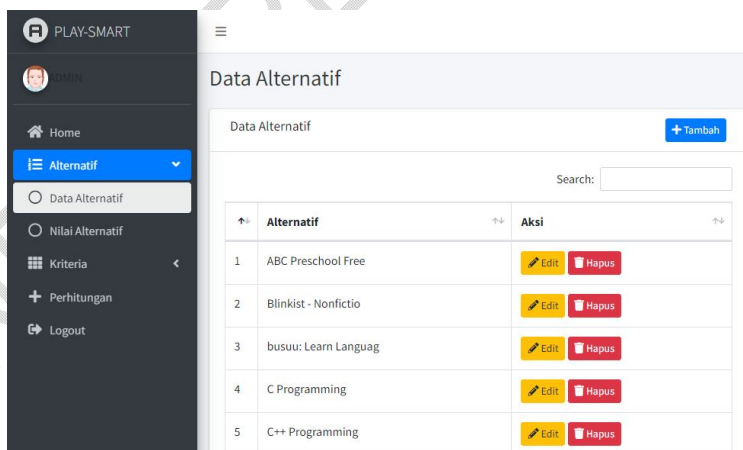 PLAY-SMART
ADMIN
Home
Alternatif
Data Alternatif
Nilai Alternatif
Kriteria
Perhitungan
Logout
Data Alternatif
Data Alternatif
Tambah
Search:
Alternatif Aksi
1 ABC Preschool Free Edit Hapus
2 Blinkist - Nonfictio Edit Hapus
3 busuu: Learn Languag Edit Hapus
4 C Programming Edit Hapus
5 C++ Programming Edit Hapus